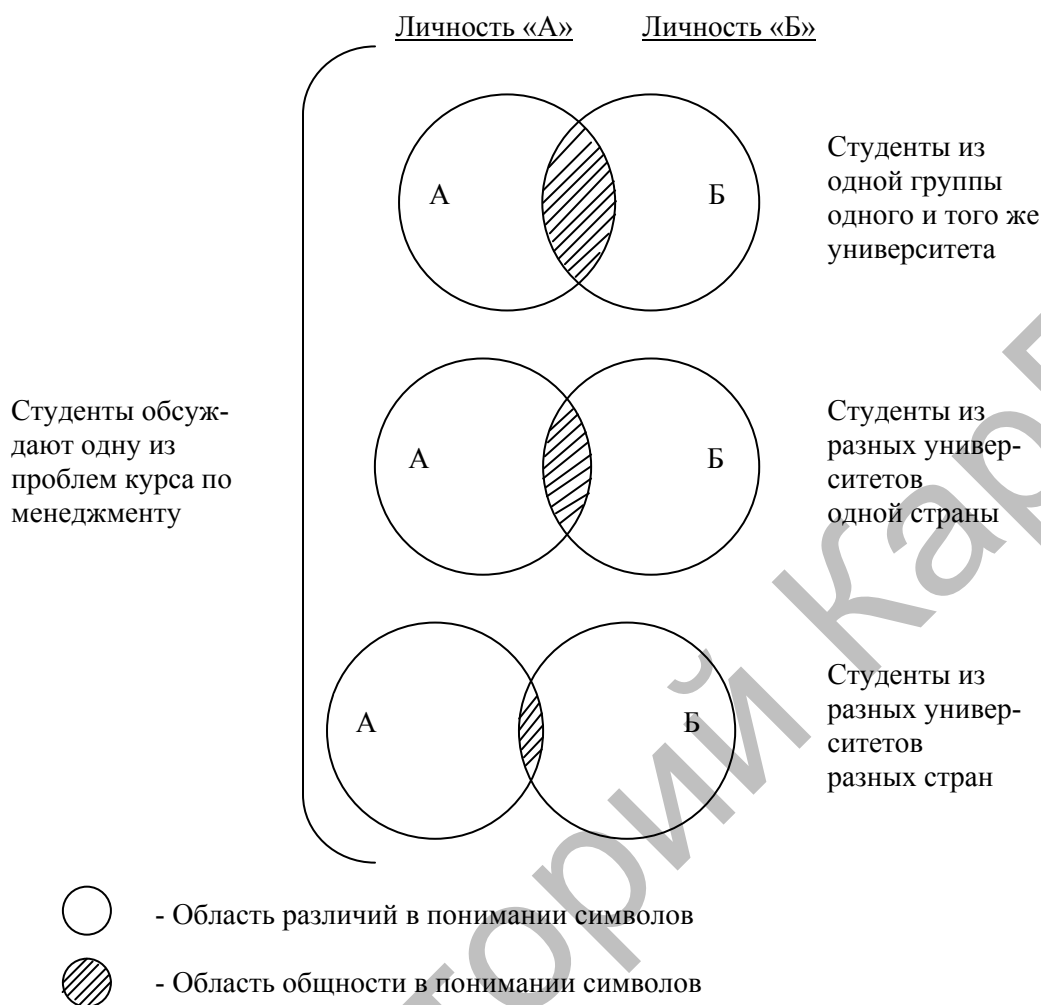 Личность «А» Личность «Б»
А
Б
Студенты из
одной группы
одного и того же
университета
Студенты обсуж-
дают одну из
проблем курса по
менеджменту
А
Б
Студенты из
разных универ-
ситетов
одной страны
А
Б
Студенты из
разных универ-
ситетов
разных стран
- Область различий в понимании символов
- Область общности в понимании символов